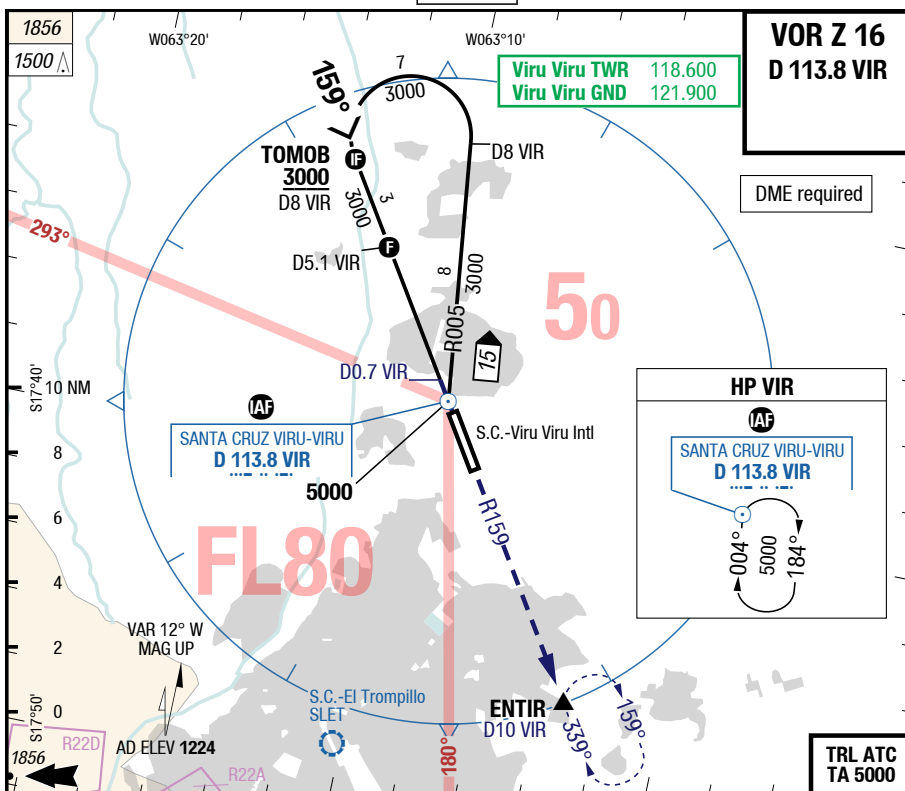 1856
1500
W063°20'
W063°10'
VOR Z 16
D 113.8 VIR
Viru Viru TWR 118.600
Viru Viru GND 121.900
DME required
159°
7
3000
D8 VIR
TOMOB
3000
D8 VIR
IF
3
3000
F
D5.1 VIR
293°
8
3000
R005
50
15
D0.7 VIR
S17°40'
10 NM
8
6
4
2
0
IAF
SANTA CRUZ VIRU-VIRU
D 113.8 VIR
5000
S.C.-Viru Viru Intl
R159
HP VIR
IAF
SANTA CRUZ VIRU-VIRU
D 113.8 VIR
004°
5000
184°
FL80
VAR 12° W
MAG UP
AD ELEV 1224
S.C.-El Trompillo
SLET
180°
ENTIR
D10 VIR
339°
159°
S17°50'
1856
R22D
R22A
TRL ATC
TA 5000